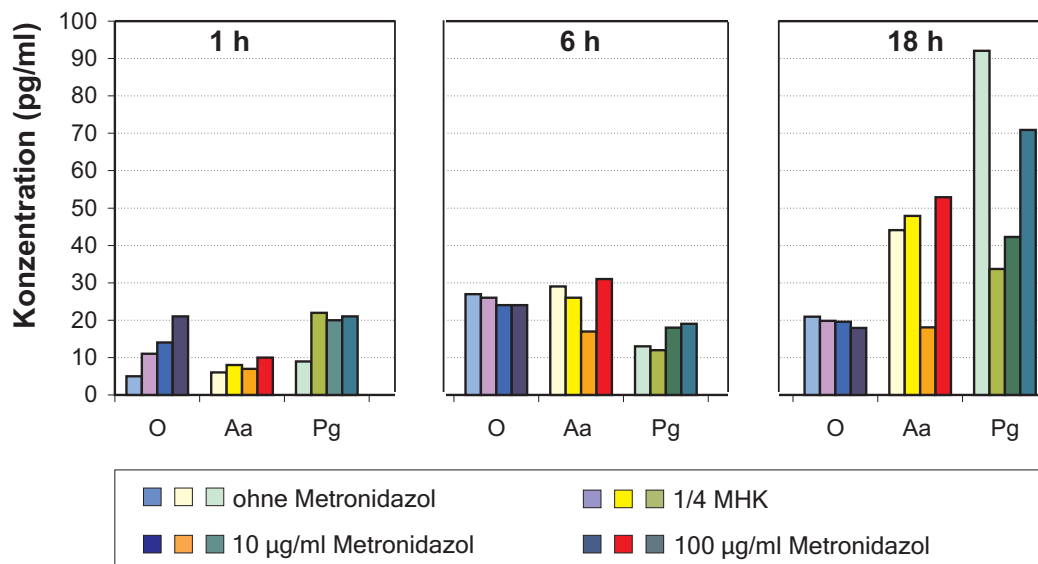 Konzentration (pg/ml)
100
90
80
70
60
50
40
30
20
10
0
1 h
6 h
18 h
O Aa Pg
O Aa Pg
O Aa Pg
ohne Metronidazol
1/4 MHK
10 µg/ml Metronidazol
100 µg/ml Metronidazol